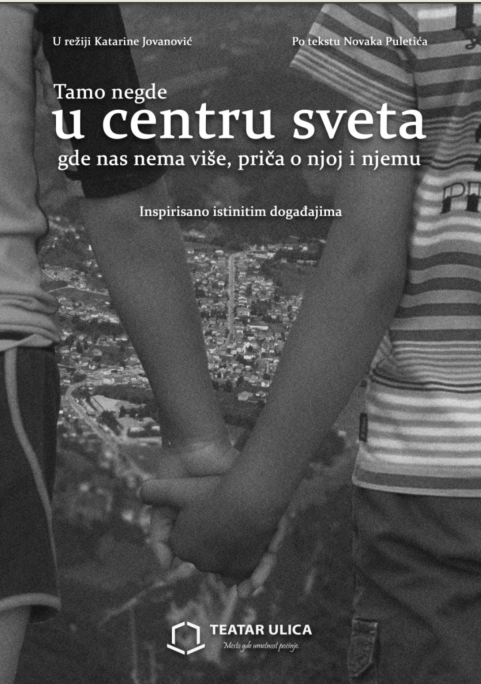 U režiji Katarine Jovanović
Po tekstu Novaka Puletića
Tamo negde
u centru sveta
gde nas nema više, priča o njoj i njemu
Inspirisano istinitim događajima
TEATAR ULICA
Mesto gde umetnost počinje.